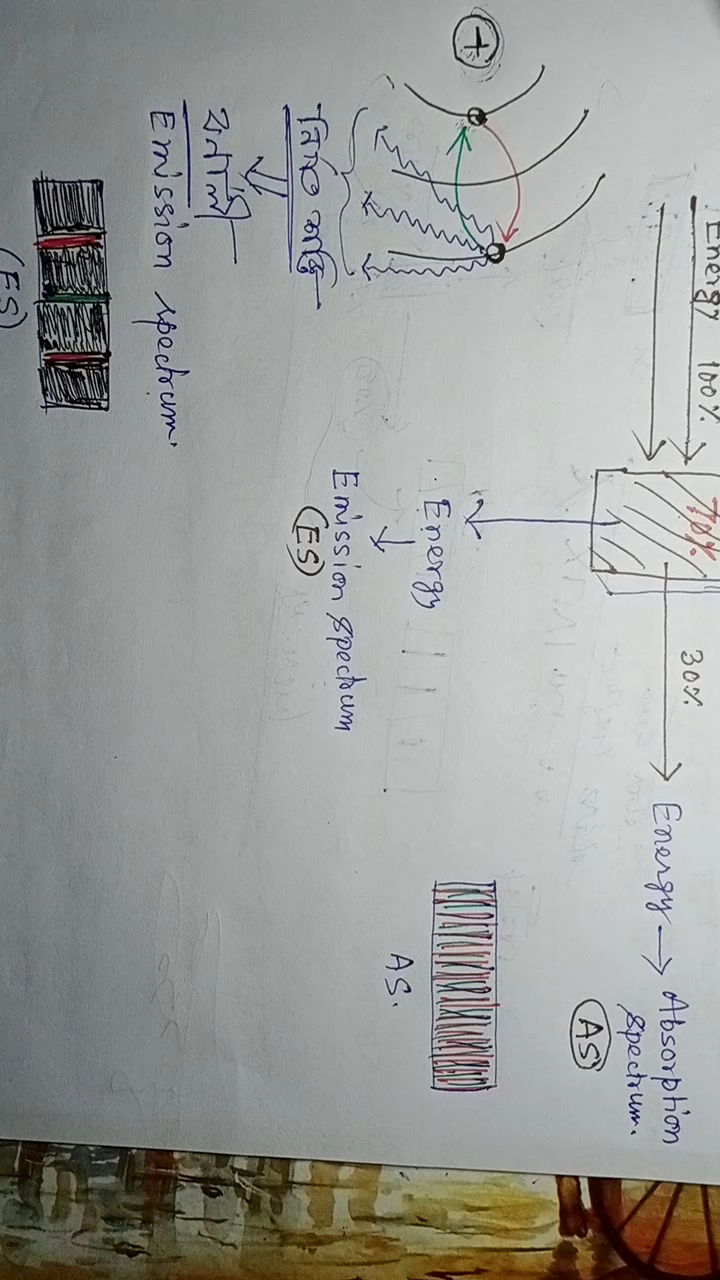 +
Energy 100%
70%
30%
Energy → Absorption
spectrum.
(AS)
Energy
↓
Emission spectrum
(ES)
AS.
Emission spectrum.
(ES)